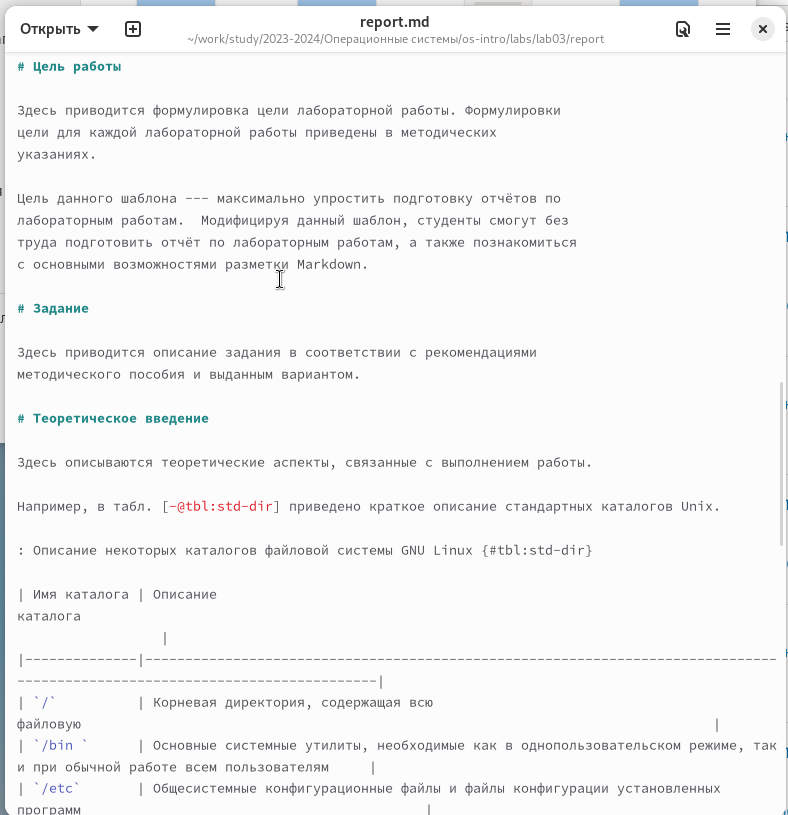 Открыть
report.md
~/work/study/2023-2024/Операционные системы/os-intro/labs/lab03/report
# Цель работы
Здесь приводится формулировка цели лабораторной работы. Формулировки
цели для каждой лабораторной работы приведены в методических
указаниях.
Цель данного шаблона --- максимально упростить подготовку отчётов по
лабораторным работам.  Модифицируя данный шаблон, студенты смогут без
труда подготовить отчёт по лабораторным работам, а также познакомиться
с основными возможностями разметки Markdown.
# Задание
Здесь приводится описание задания в соответствии с рекомендациями
методического пособия и выданным вариантом.
# Теоретическое введение
Здесь описываются теоретические аспекты, связанные с выполнением работы.
Например, в табл. [-@tbl:std-dir] приведено краткое описание стандартных каталогов Unix.
: Описание некоторых каталогов файловой системы GNU Linux {#tbl:std-dir}
| Имя каталога | Описание
каталога
|
|--------------|-------------------------------------------------------------------------------
---------------------------------------------|
| `/`          | Корневая директория, содержащая всю
файловую                                                                               |
| `/bin `      | Основные системные утилиты, необходимые как в однопользовательском режиме, так
и при обычной работе всем пользователям     |
| `/etc`       | Общесистемные конфигурационные файлы и файлы конфигурации установленных
программ                                           |